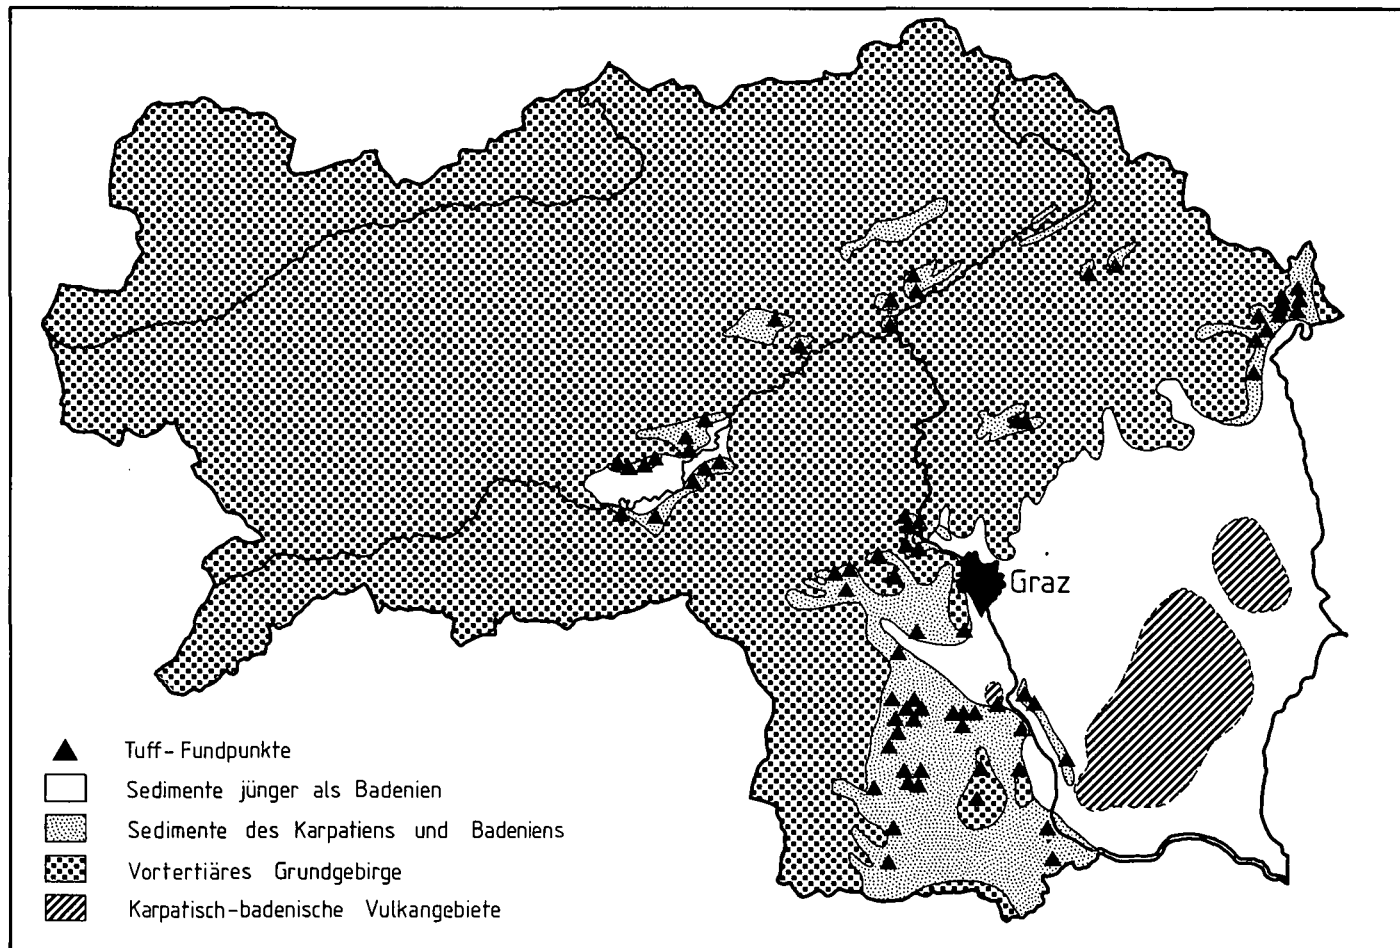 Graz
Tuff-Fundpunkte
Sedimente jünger als Badenien
Sedimente des Karpatiens und Badeniens
Vortertiäres Grundgebirge
Karpatisch-badenische Vulkangebiete